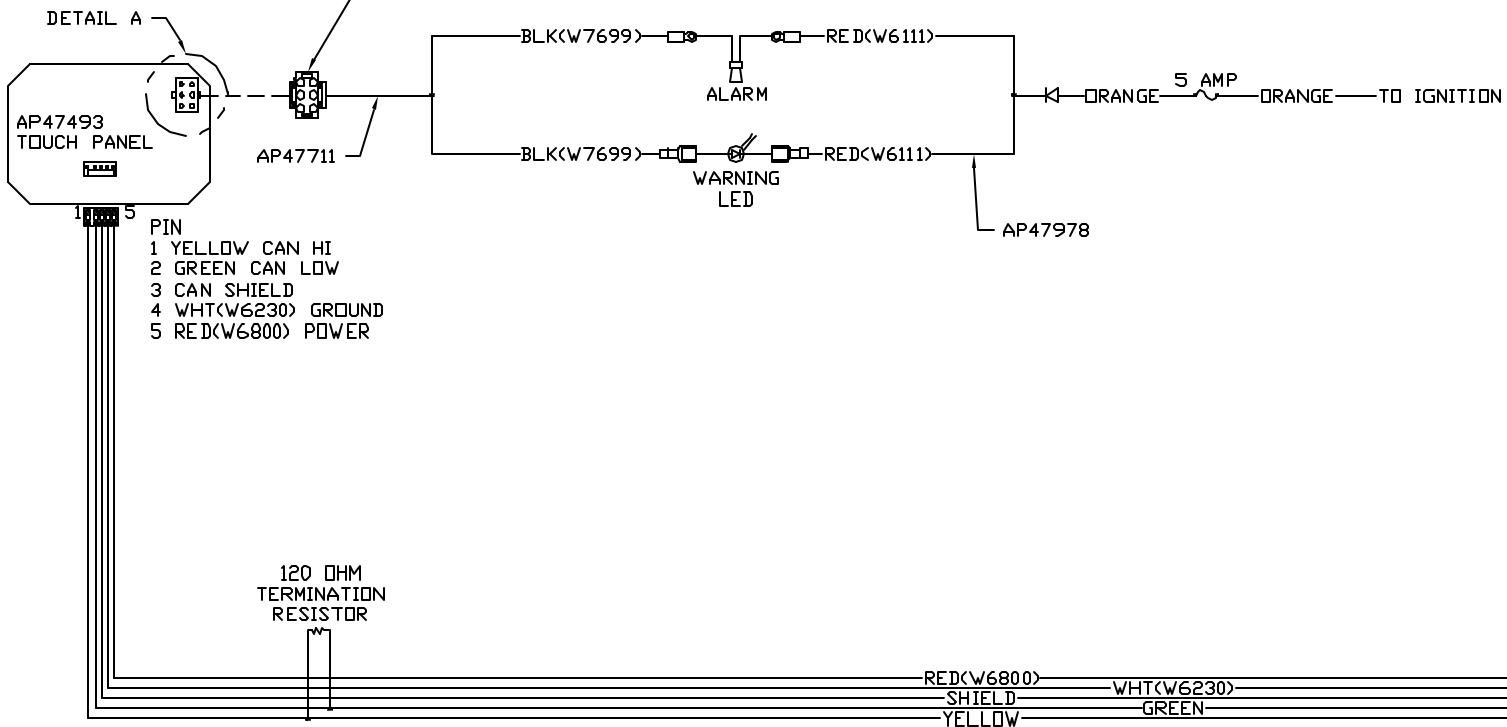 DETAIL A
BLK(W7699)
RED(W6111)
ALARM
5 AMP
ORANGE
ORANGE
TO IGNITION
AP47493
TOUCH PANEL
AP47711
BLK(W7699)
RED(W6111)
WARNING
LED
AP47978
1
5
PIN
1 YELLOW CAN HI
2 GREEN CAN LOW
3 CAN SHIELD
4 WHT(W6230) GROUND
5 RED(W6800) POWER
120 OHM
TERMINATION
RESISTOR
RED(W6800)
WHT(W6230)
SHIELD
GREEN
YELLOW